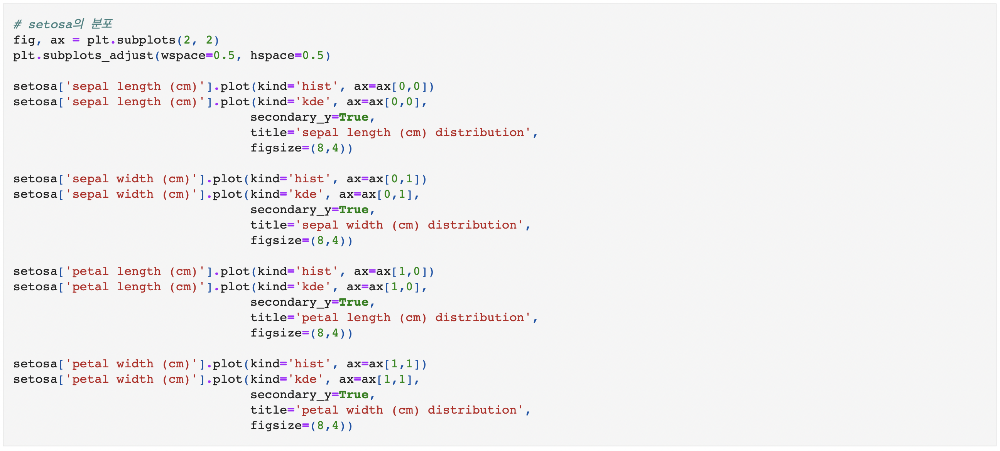 # setosa의 분포
fig, ax = plt.subplots(2, 2)
plt.subplots_adjust(wspace=0.5, hspace=0.5)

setosa['sepal length (cm)'].plot(kind='hist', ax=ax[0,0])
setosa['sepal length (cm)'].plot(kind='kde', ax=ax[0,0],
                                secondary_y=True,
                                title='sepal length (cm) distribution',
                                figsize=(8,4))

setosa['sepal width (cm)'].plot(kind='hist', ax=ax[0,1])
setosa['sepal width (cm)'].plot(kind='kde', ax=ax[0,1],
                                secondary_y=True,
                                title='sepal width (cm) distribution',
                                figsize=(8,4))

setosa['petal length (cm)'].plot(kind='hist', ax=ax[1,0])
setosa['petal length (cm)'].plot(kind='kde', ax=ax[1,0],
                                secondary_y=True,
                                title='petal length (cm) distribution',
                                figsize=(8,4))

setosa['petal width (cm)'].plot(kind='hist', ax=ax[1,1])
setosa['petal width (cm)'].plot(kind='kde', ax=ax[1,1],
                                secondary_y=True,
                                title='petal width (cm) distribution',
                                figsize=(8,4))